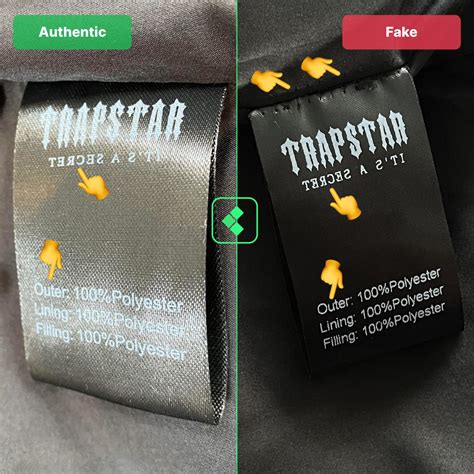 Authentic
TRAPSTAR
IT'S A SECRET
Outer: 100%Polyester
Lining: 100%Polyester
Filling: 100%Polyester
Fake
TRAPSTAR
IT'S A SECRET
Outer: 100%Polyester
Lining: 100%Polyester
Filling: 100%Polyester